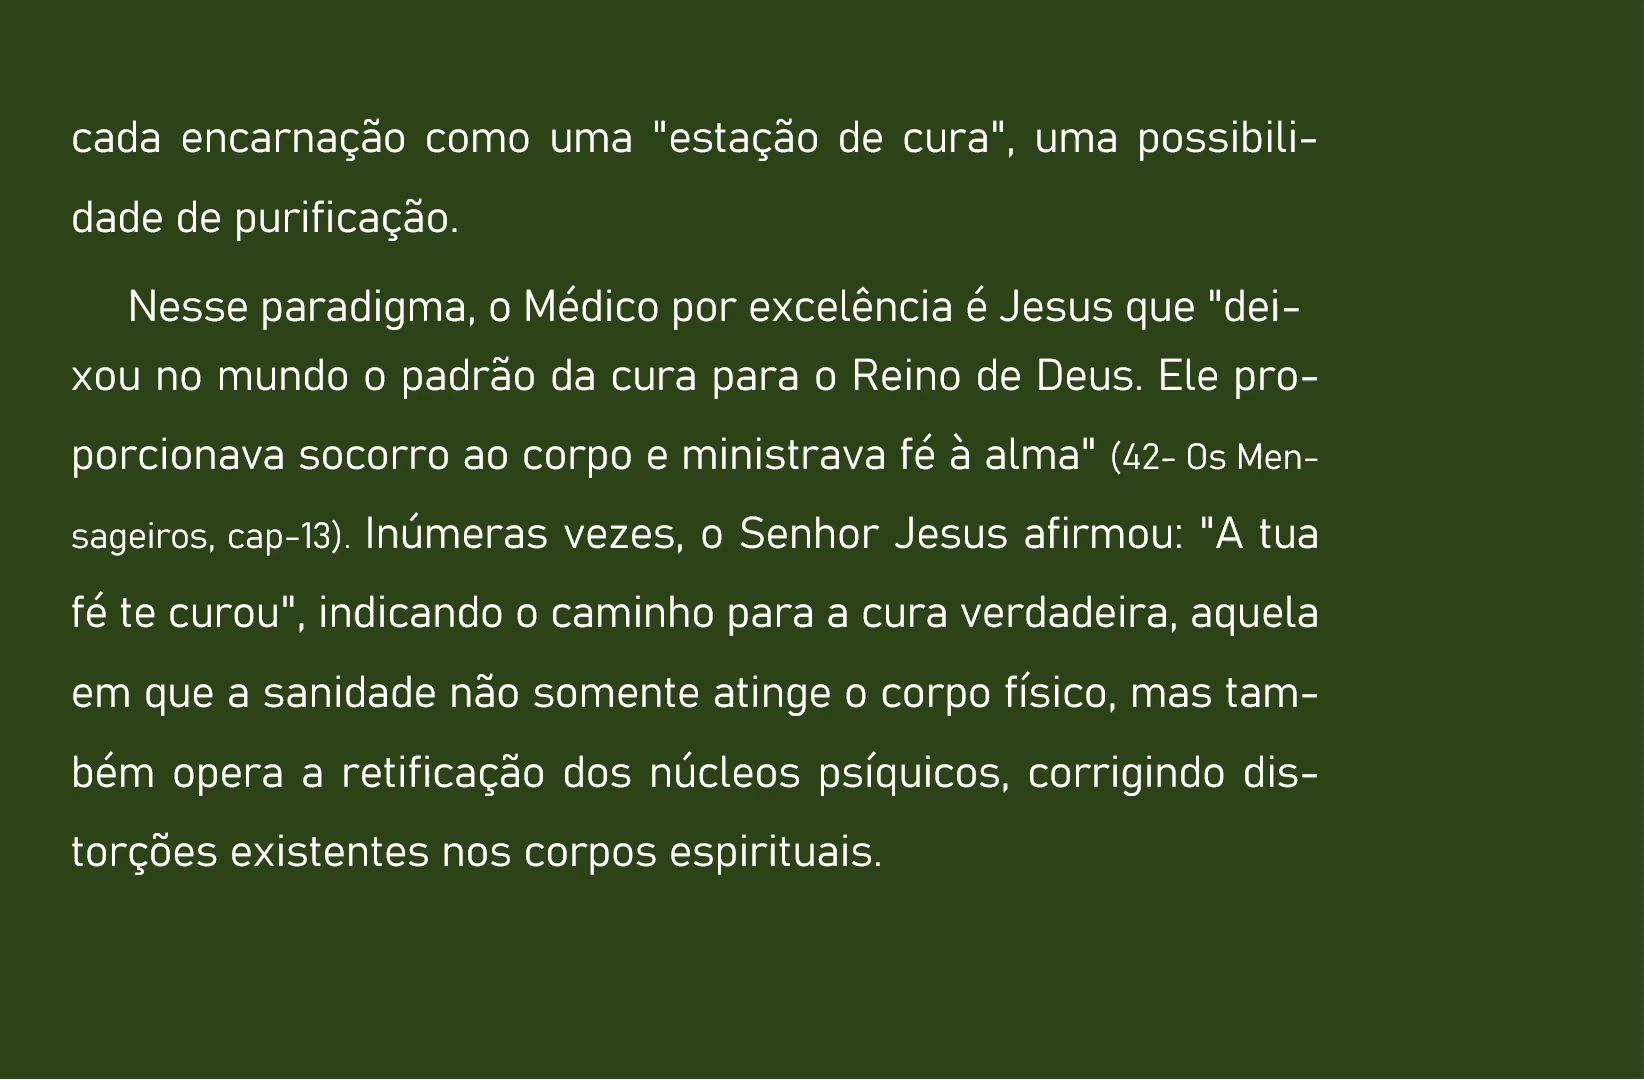 cada encarnação como uma "estação de cura", uma possibili-
dade de purificação.
Nesse paradigma, o Médico por excelência é Jesus que "dei-
xou no mundo o padrão da cura para o Reino de Deus. Ele pro-
porcionava socorro ao corpo e ministrava fé à alma" (42- Os Men-
sageiros, cap-13). Inúmeras vezes, o Senhor Jesus afirmou: "A tua
fé te curou", indicando o caminho para a cura verdadeira, aquela
em que a sanidade não somente atinge o corpo físico, mas tam-
bém opera a retificação dos núcleos psíquicos, corrigindo dis-
torções existentes nos corpos espirituais.